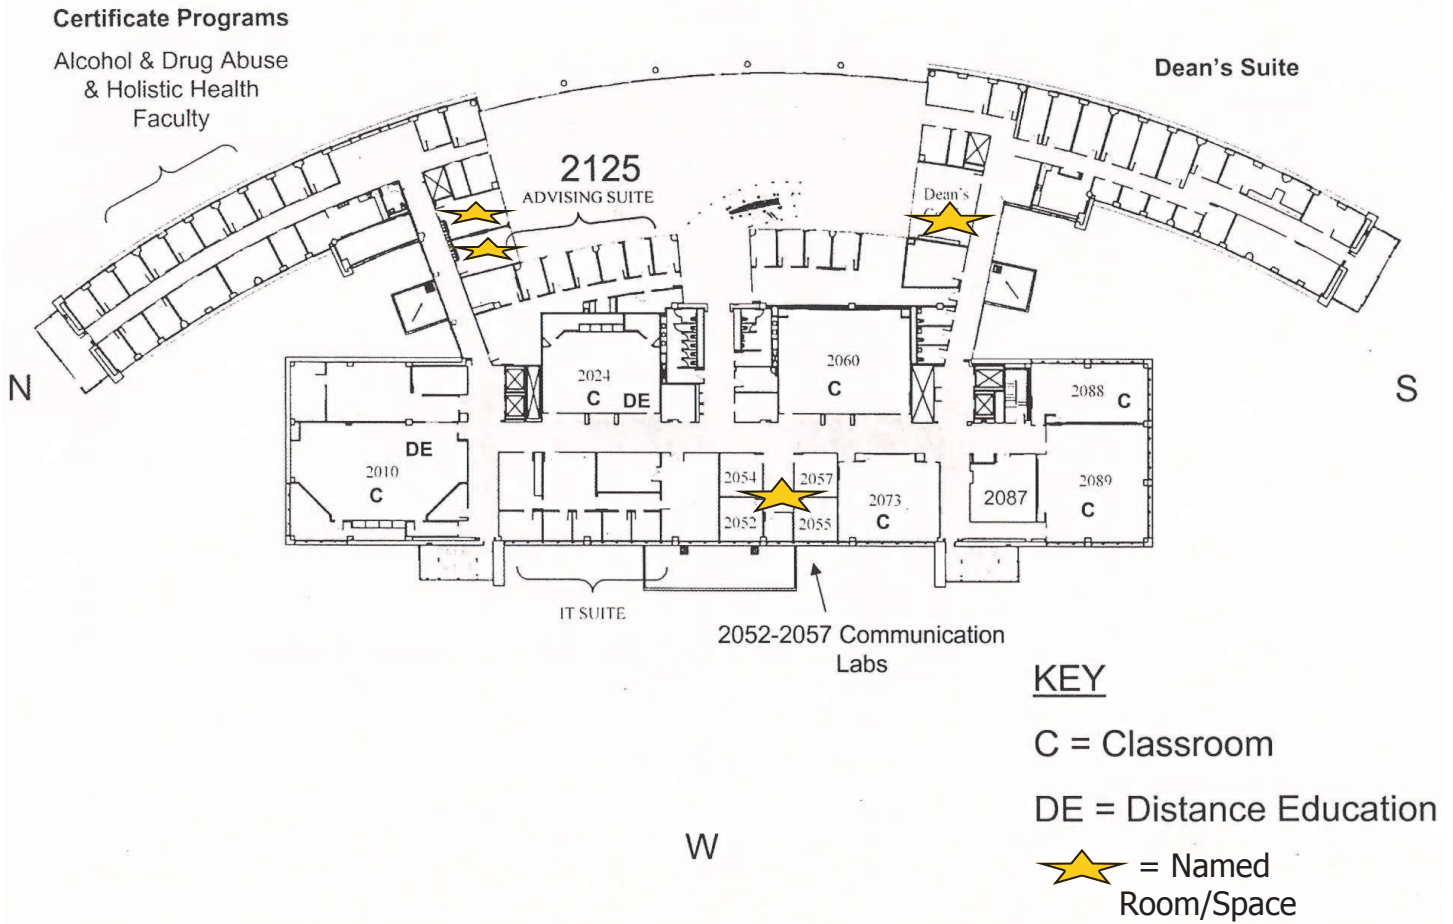 Certificate Programs
Alcohol & Drug Abuse
& Holistic Health
Faculty
Dean's Suite
2125
ADVISING SUITE
Dean's
N
S
2024
C
DE
2060
C
2088
C
DE
2010
C
2054
2057
2052
2055
2073
C
2087
2089
C
IT SUITE
2052-2057 Communication
Labs
KEY
C = Classroom
DE = Distance Education
= Named
Room/Space
W